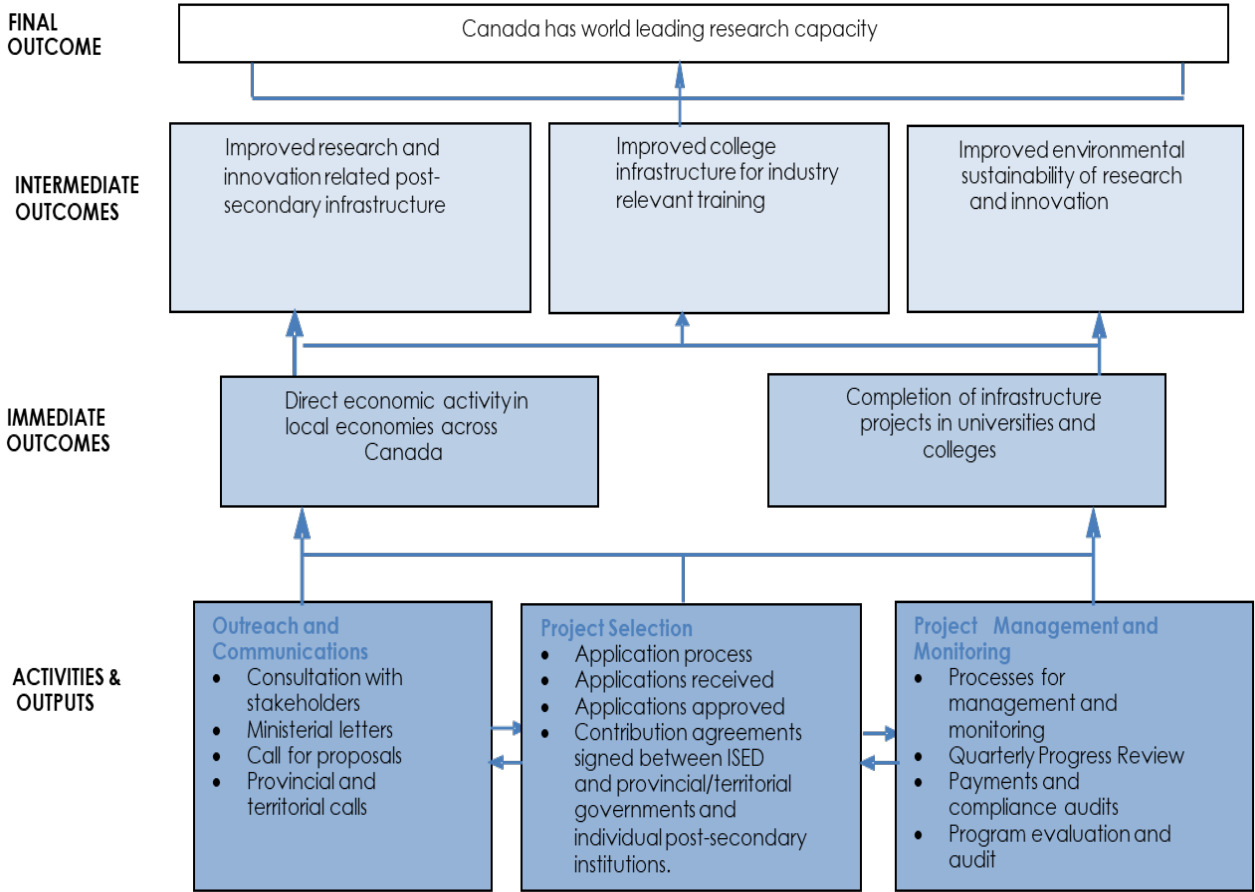 FINAL
OUTCOME
Canada has world leading research capacity
INTERMEDIATE
OUTCOMES
Improved research and
innovation related post-
secondary infrastructure
Improved college
infrastructure for industry
relevant training
Improved environmental
sustainability of research
and innovation
IMMEDIATE
OUTCOMES
Direct economic activity in
local economies across
Canada
Completion of infrastructure
projects in universities and
colleges
ACTIVITIES &
OUTPUTS
Outreach and
Communications
• Consultation with
stakeholders
• Ministerial letters
• Call for proposals
• Provincial and
territorial calls
Project Selection
• Application process
• Applications received
• Applications approved
• Contribution agreements
signed between ISED
and provincial/territorial
governments and
individual post-secondary
institutions.
Project Management and
Monitoring
• Processes for
management and
monitoring
• Quarterly Progress Review
• Payments and
compliance audits
• Program evaluation and
audit